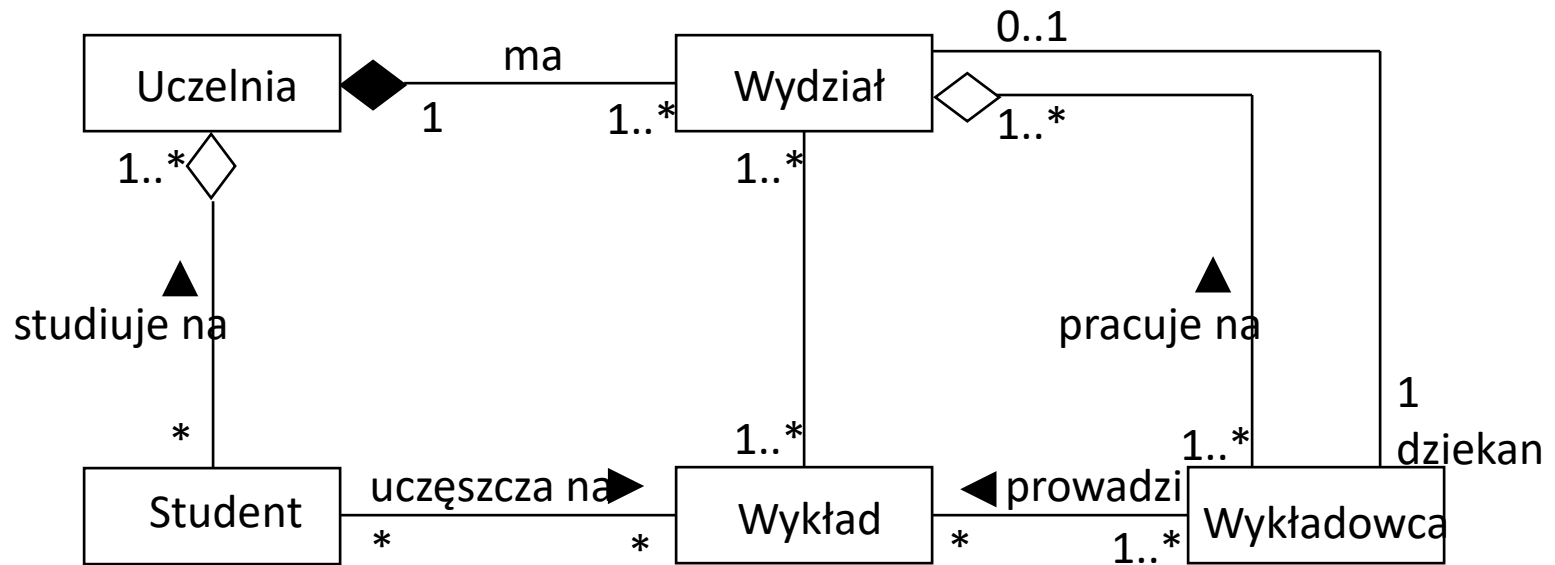 0..1
Uczelnia
ma
Wydział
1
1..*
1..*
1..*
1..*
studiuje na
pracuje na
1
*
1..*
1..*
dziekan
Student
uczęszcza na
Wykład
prowadzi
Wykładowca
*
*
*
1..*